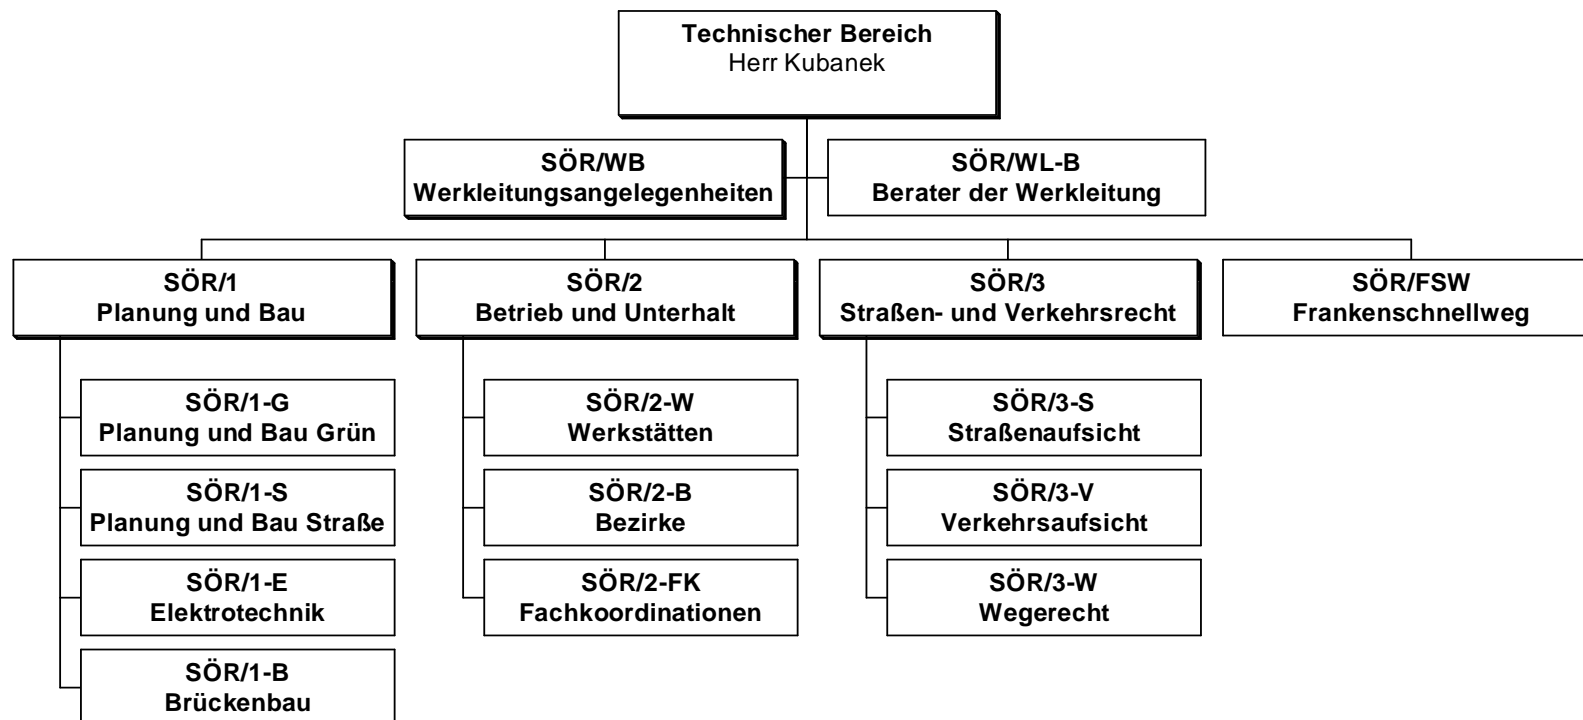 Technischer Bereich
Herr Kubanek
SÖR/WB
Werkleitungsangelegenheiten
SÖR/WL-B
Berater der Werkleitung
SÖR/1
Planung und Bau
SÖR/2
Betrieb und Unterhalt
SÖR/3
Straßen- und Verkehrsrecht
SÖR/FSW
Frankenschnellweg
SÖR/1-G
Planung und Bau Grün
SÖR/1-S
Planung und Bau Straße
SÖR/1-E
Elektrotechnik
SÖR/1-B
Brückenbau
SÖR/2-W
Werkstätten
SÖR/2-B
Bezirke
SÖR/2-FK
Fachkoordinationen
SÖR/3-S
Straßenaufsicht
SÖR/3-V
Verkehrsaufsicht
SÖR/3-W
Wegerecht